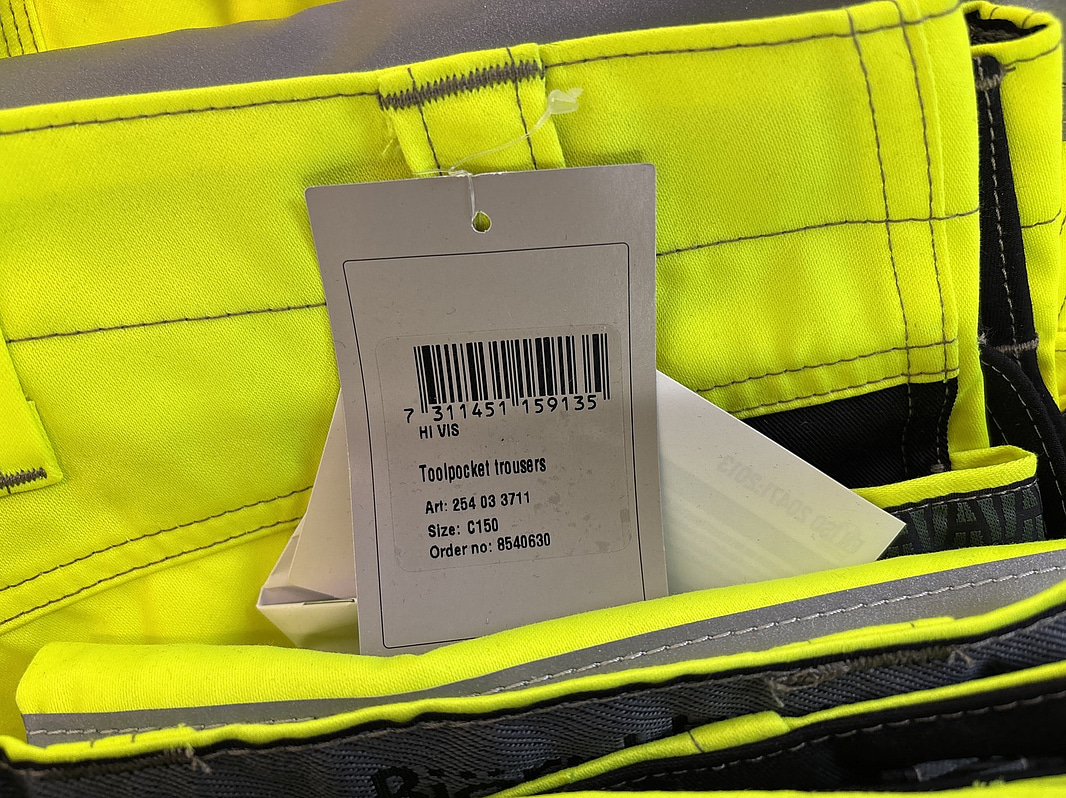 7 311451 159135
HI VIS
Toolpocket trousers
Art: 254 03 3711
Size: C150
Order no: 8540630